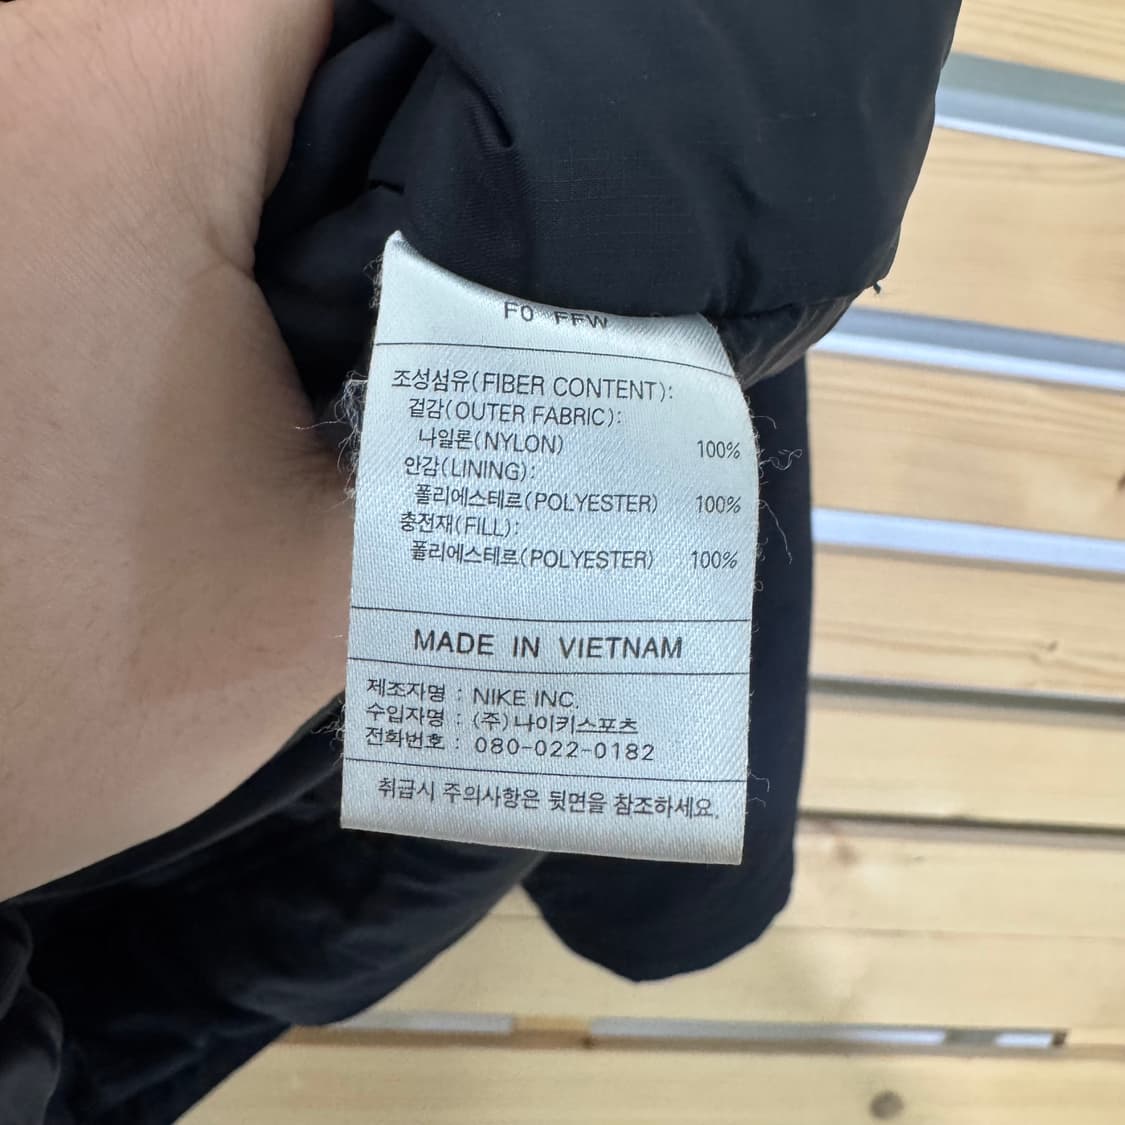 F0 FFW
조성섬유(FIBER CONTENT):
겉감(OUTER FABRIC):
나일론(NYLON) 100%
안감(LINING):
폴리에스테르(POLYESTER) 100%
충전재(FILL):
폴리에스테르(POLYESTER) 100%
MADE IN VIETNAM
제조자명 : NIKE INC.
수입자명 : (주)나이키스포츠
전화번호 : 080-022-0182
취급시 주의사항은 뒷면을 참조하세요.